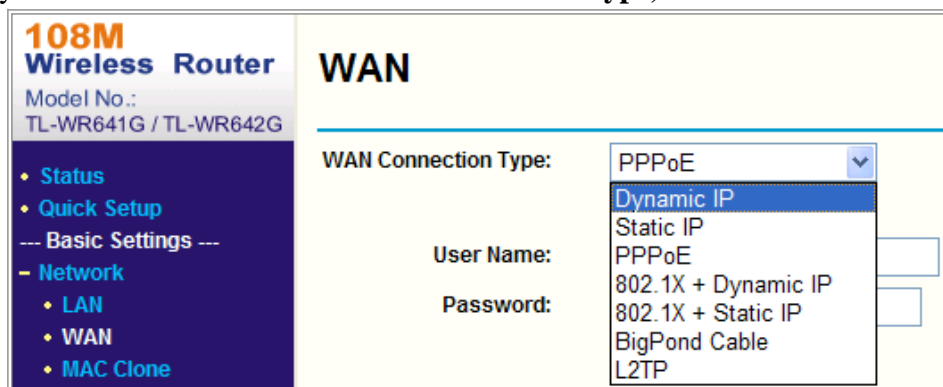 108M
Wireless Router
Model No.:
TL-WR641G / TL-WR642G
• Status
• Quick Setup
--- Basic Settings ---
– Network
• LAN
• WAN
• MAC Clone
WAN
WAN Connection Type: PPPoE
Dynamic IP
Static IP
PPPoE
802.1X + Dynamic IP
802.1X + Static IP
BigPond Cable
L2TP
User Name:
Password: